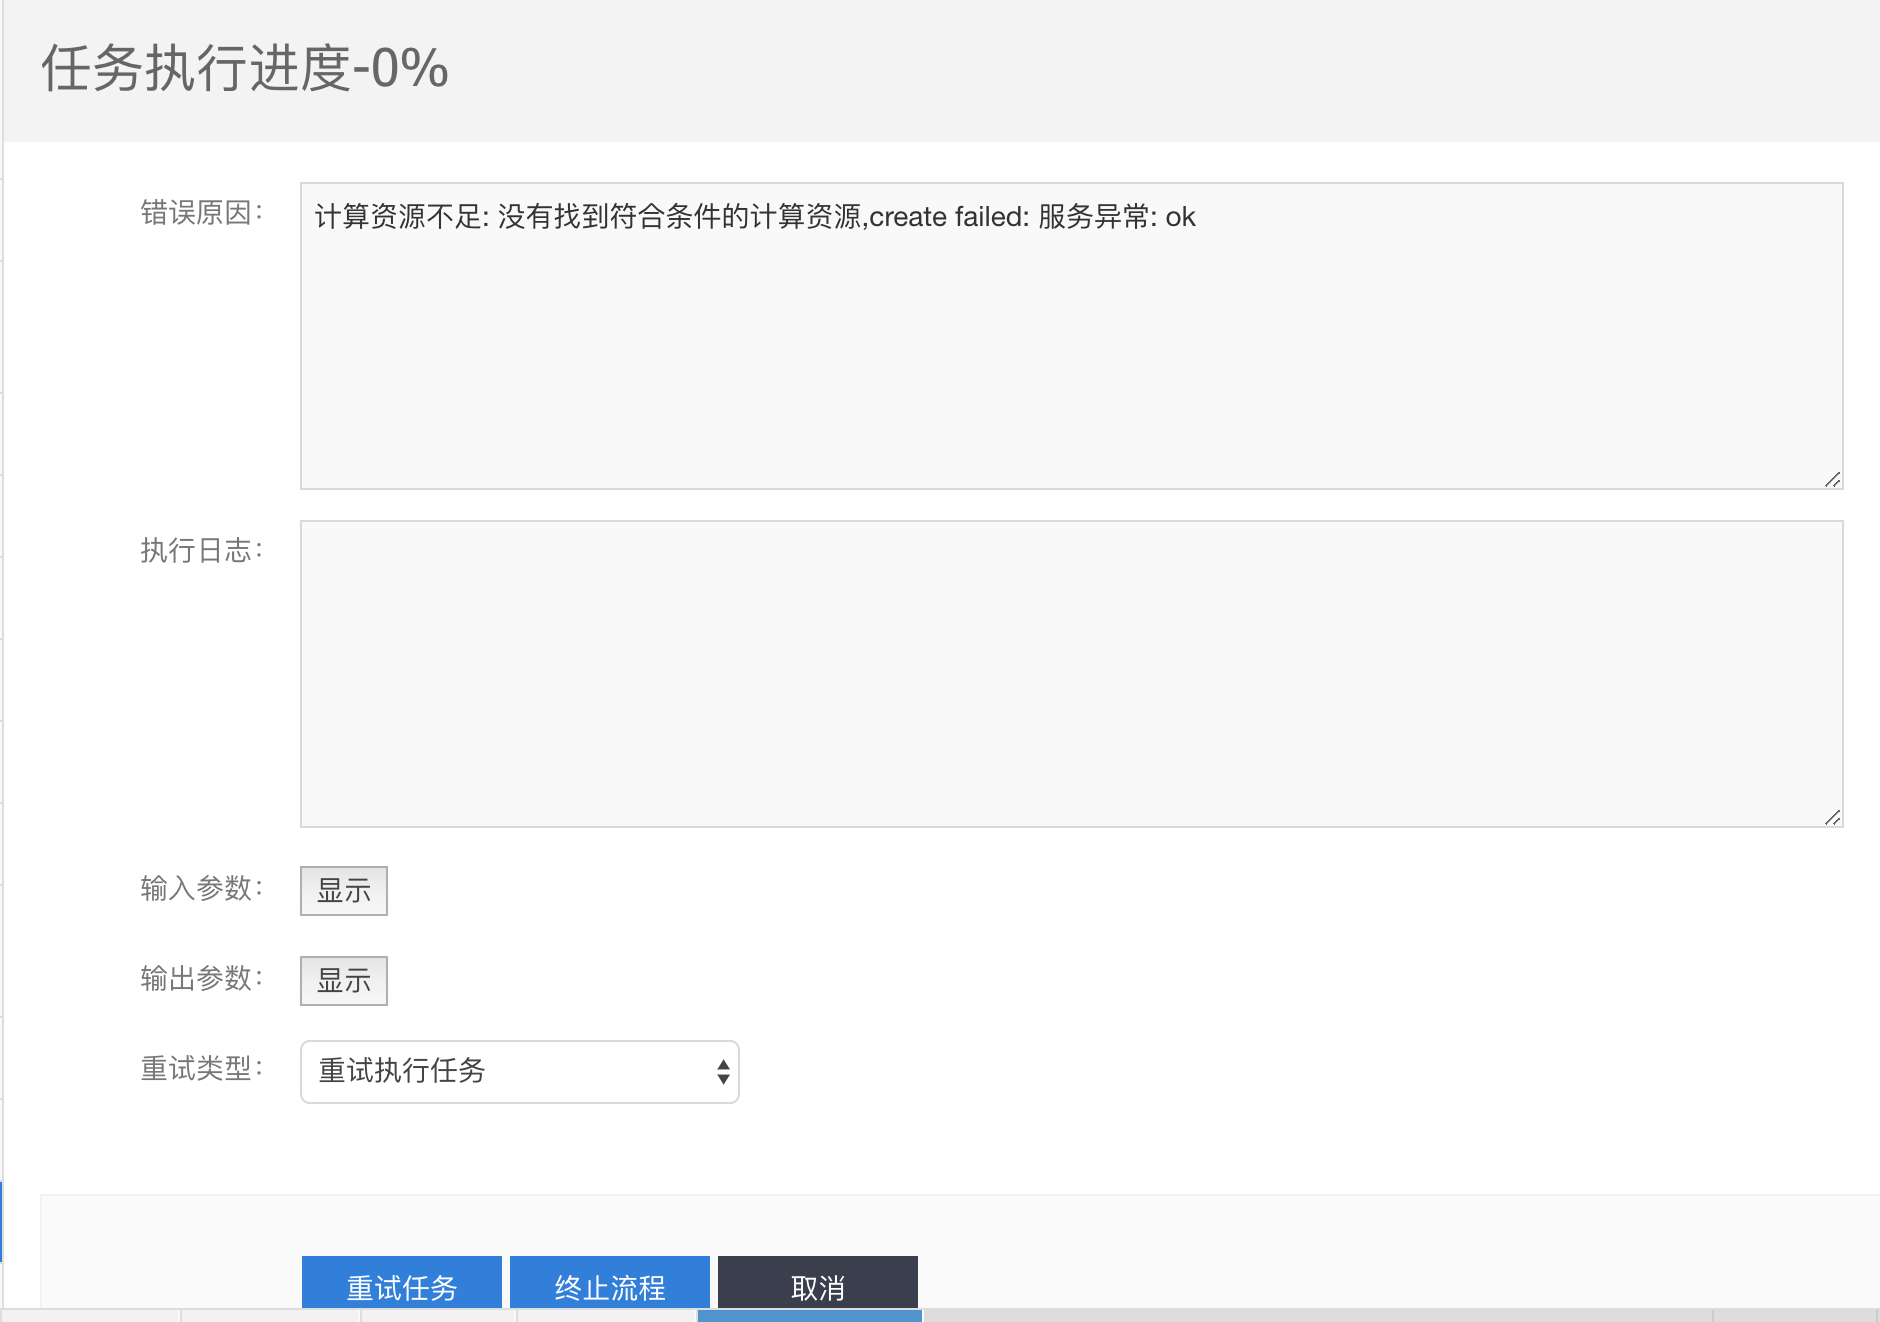 任务执行进度-0%
错误原因:
计算资源不足: 没有找到符合条件的计算资源,create failed: 服务异常: ok
执行日志:
输入参数:
显示
输出参数:
显示
重试类型:
重试执行任务
重试任务 终止流程 取消